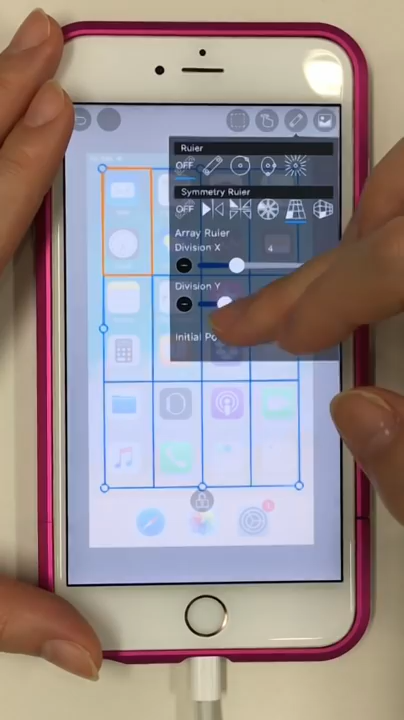 Ruler
OFF
Symmetry Ruler
OFF
Array Ruler
Division X
4
Division Y
Initial Po